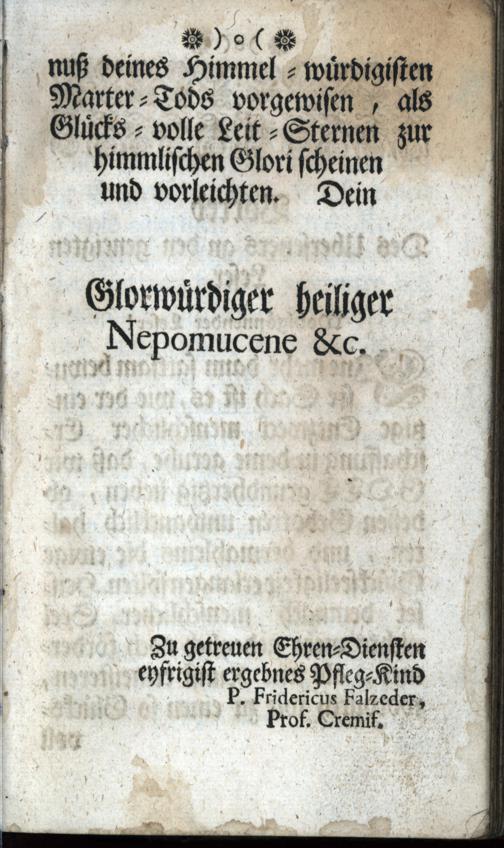 ❋ ) o ( ❋
nuß deines Himmel - würdigisten
Marter - Tods vorgewisen , als
Glücks - volle Leit - Sternen zur
himmlischen Glori scheinen
und vorleichten. Dein
Glorwürdiger heiliger
Nepomucene &c.
Zu getreuen Ehren-Diensten
eyfrigist ergebnes Pfleg-Kind
P. Fridericus Falzeder,
Prof. Cremif.